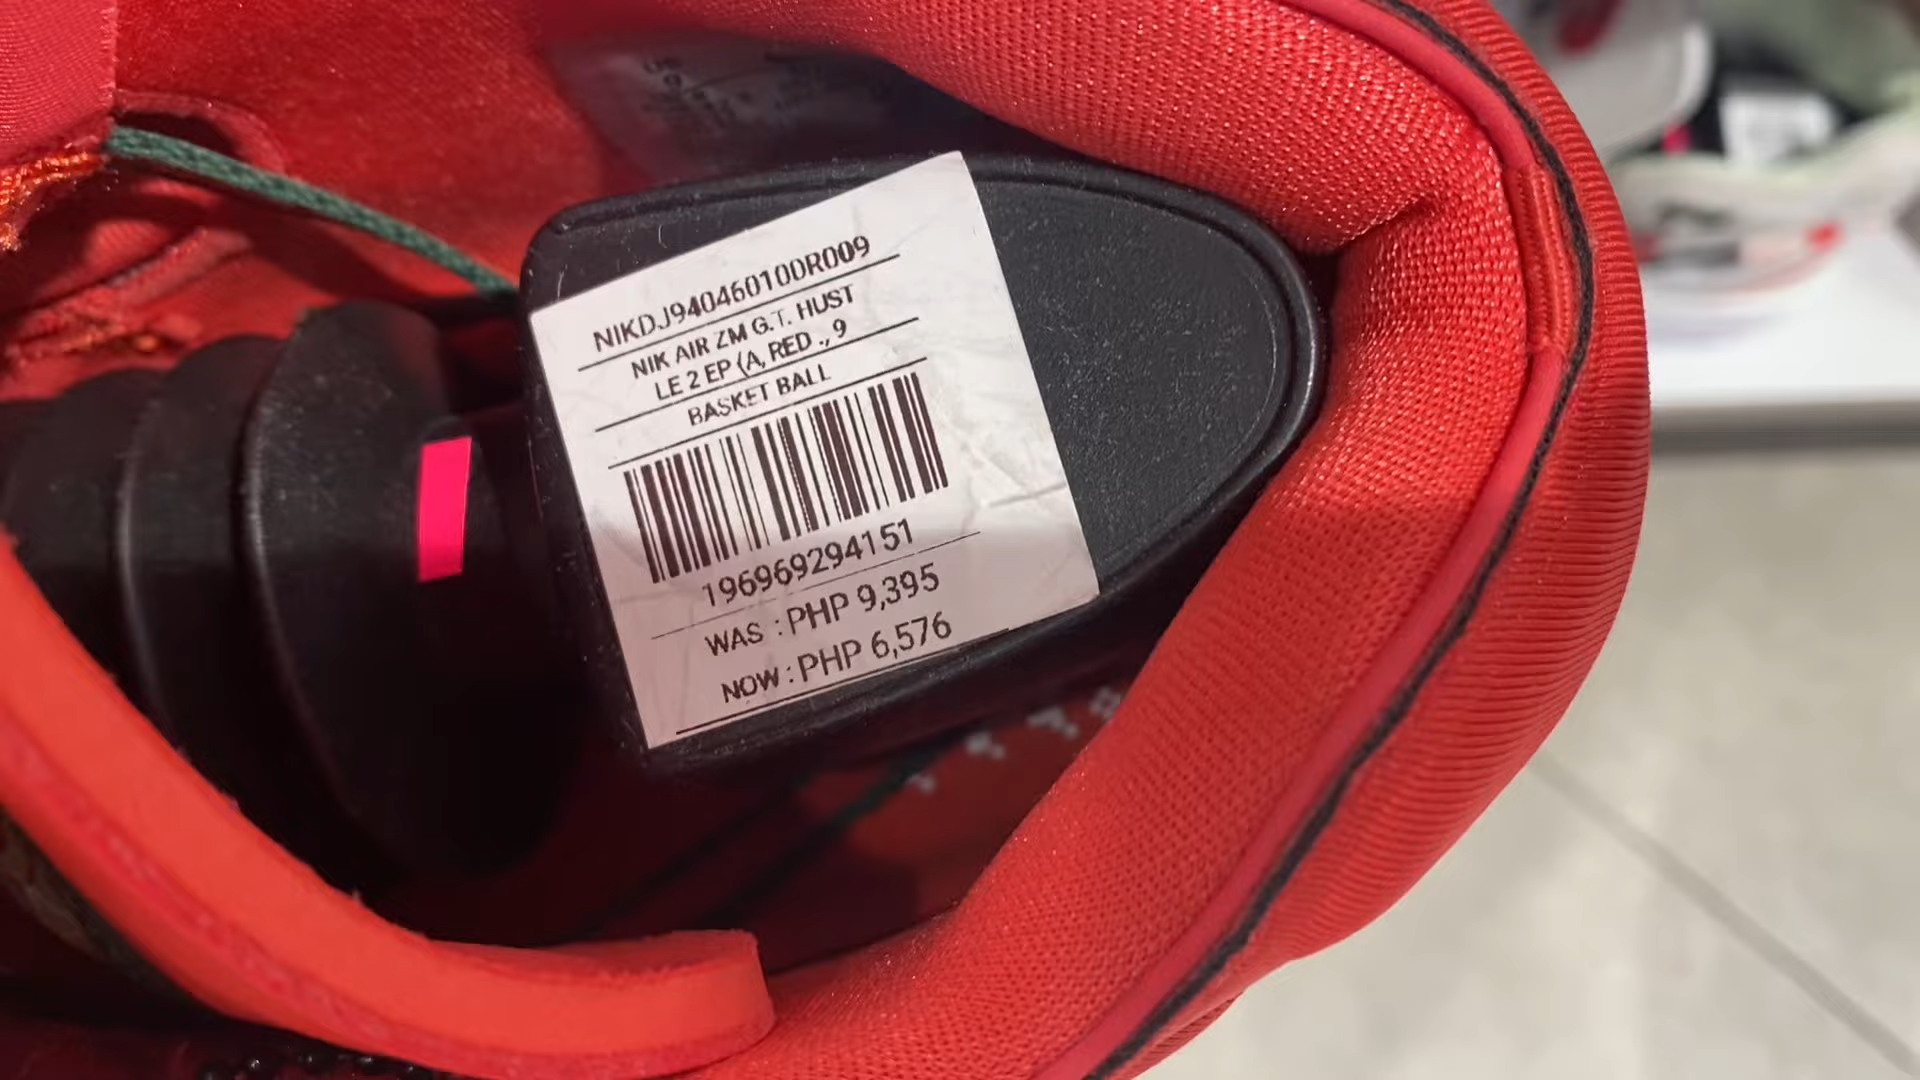 NIKDJ940460100R009
NIK AIR ZM G.T. HUST
LE 2 EP (A, RED ., 9
BASKET BALL
196969294151
WAS : PHP 9,395
NOW : PHP 6,576